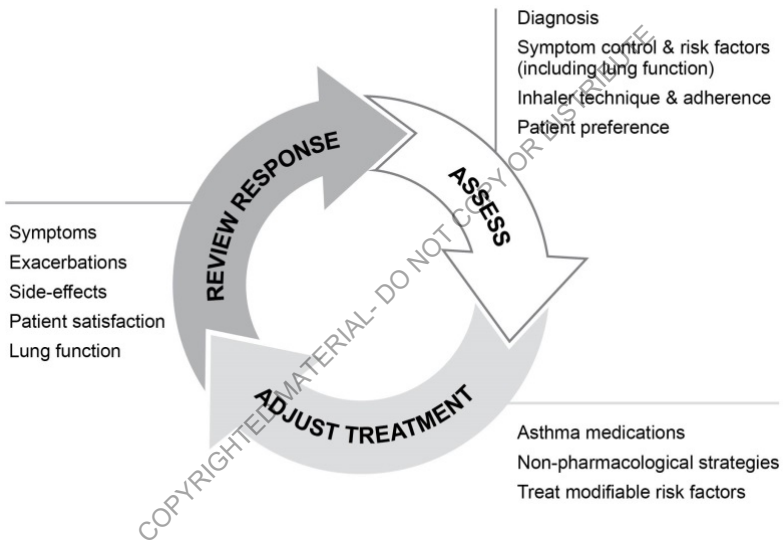 Diagnosis
Symptom control & risk factors
(including lung function)
Inhaler technique & adherence
Patient preference
REVIEW RESPONSE
ASSESS
Symptoms
Exacerbations
Side-effects
Patient satisfaction
Lung function
ADJUST TREATMENT
Asthma medications
Non-pharmacological strategies
Treat modifiable risk factors
COPYRIGHTED MATERIAL- DO NOT COPY OR DISTRIBUTE